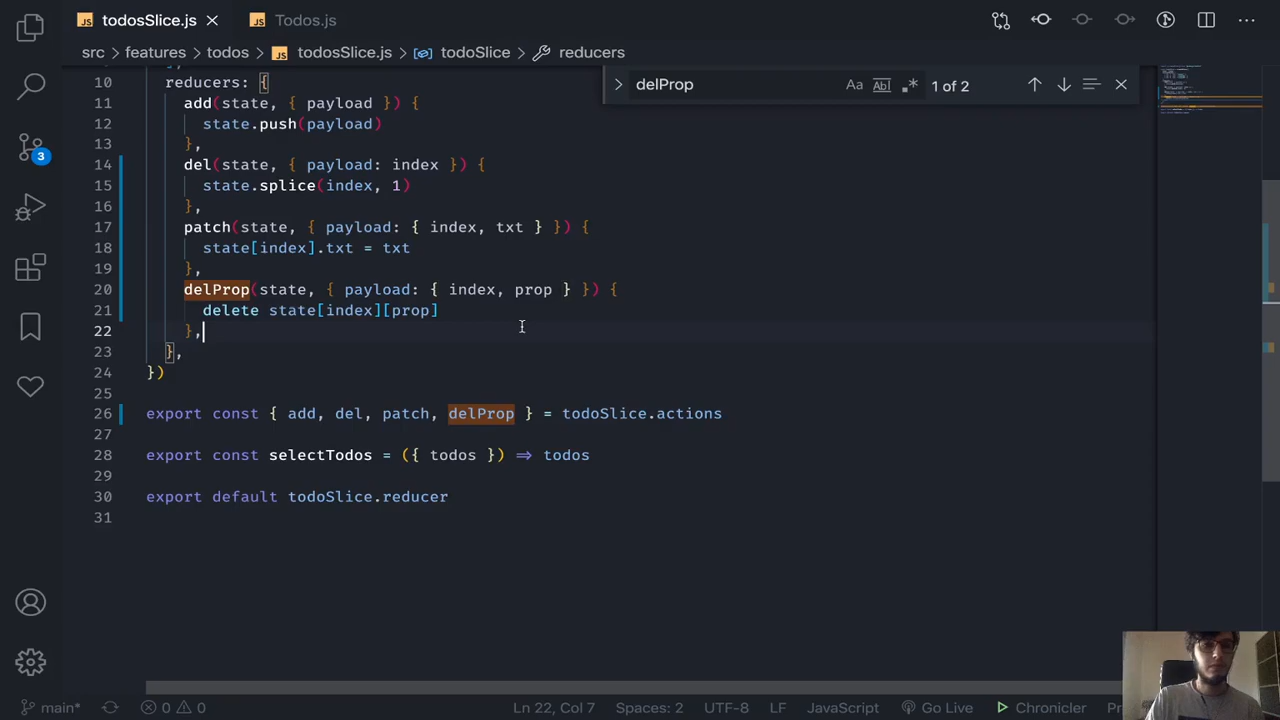 JS todosSlice.js × JS Todos.js
src > features > todos > JS todosSlice.js > todoSlice > reducers
delProp Aa Ab| .* 1 of 2
10 reducers: {
11 add(state, { payload }) {
12 state.push(payload)
13 },
14 del(state, { payload: index }) {
15 state.splice(index, 1)
16 },
17 patch(state, { payload: { index, txt } }) {
18 state[index].txt = txt
19 },
20 delProp(state, { payload: { index, prop } }) {
21 delete state[index][prop]
22 },
23 },
24 })
25
26 export const { add, del, patch, delProp } = todoSlice.actions
27
28 export const selectTodos = ({ todos }) ⇒ todos
29
30 export default todoSlice.reducer
31
3
main* 0 0 Ln 22, Col 7 Spaces: 2 UTF-8 LF JavaScript Go Live Chronicler